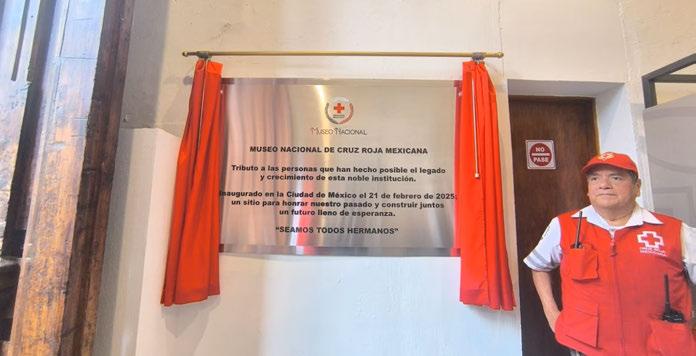 MUSEO NACIONAL
MUSEO NACIONAL DE CRUZ ROJA MEXICANA
Tributo a las personas que han hecho posible el legado
y crecimiento de esta noble institución.
Inaugurado en la Ciudad de México el 21 de febrero de 2025;
un sitio para honrar nuestro pasado y construir juntos
un futuro lleno de esperanza.
“SEAMOS TODOS HERMANOS”
NO
PASE